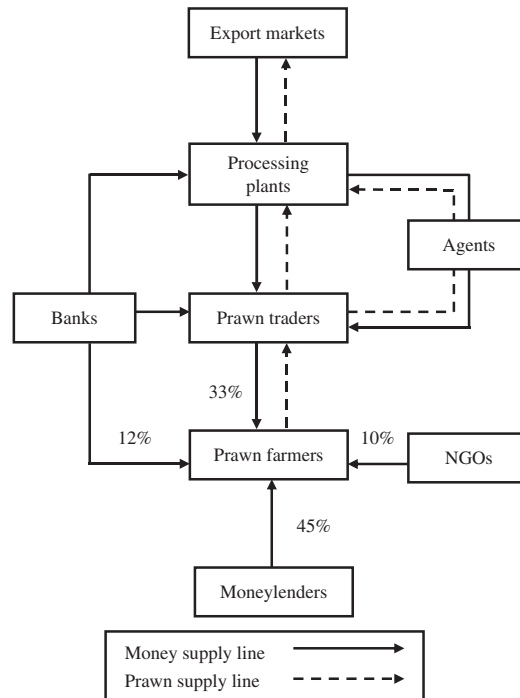 Export markets
Processing
plants
Agents
Banks
Prawn traders
33%
12%
10%
Prawn farmers
NGOs
45%
Moneylenders
Money supply line
Prawn supply line